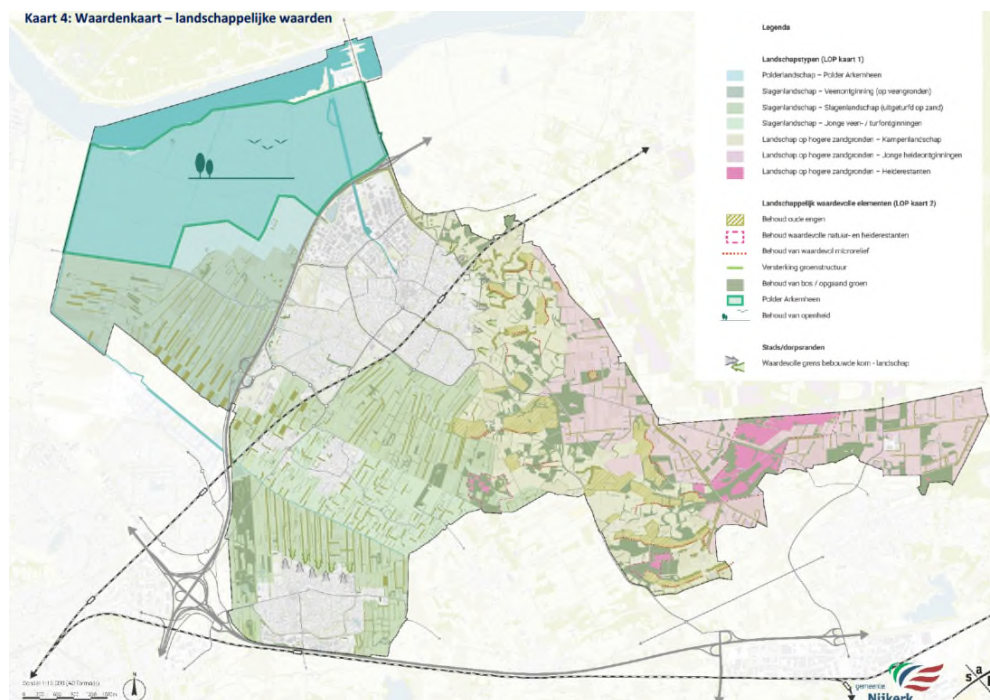 Kaart 4: Waardenkaart – landschappelijke waarden
Legenda
Landschapstypen (LOP kaart 1)
Polderlandschap – Polder Arkemheen
Slagenlandschap – Veenontginning (op veengronden)
Slagenlandschap – Slagenlandschap (uitgeturfd op zand)
Slagenlandschap – Jonge veen- / turfontginningen
Landschap op hogere zandgronden – Kampenlandschap
Landschap op hogere zandgronden – Jonge heideontginningen
Landschap op hogere zandgronden – Heiderestanten
Landschappelijk waardevolle elementen (LOP kaart 2)
Behoud oude engen
Behoud waardevolle natuur- en heiderestanten
Behoud van waardevol microreliëf
Versterking groenstructuur
Behoud van bos / opgaand groen
Polder Arkemheen
Behoud van openheid
Stads/dorpsranden
Waardevolle grens bebouwde kom - landschap
gemeente
Nijkerk
s a